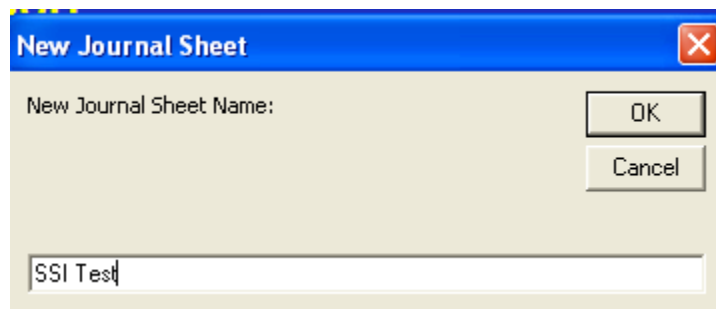 New Journal Sheet
New Journal Sheet Name:
OK
Cancel
SSI Test